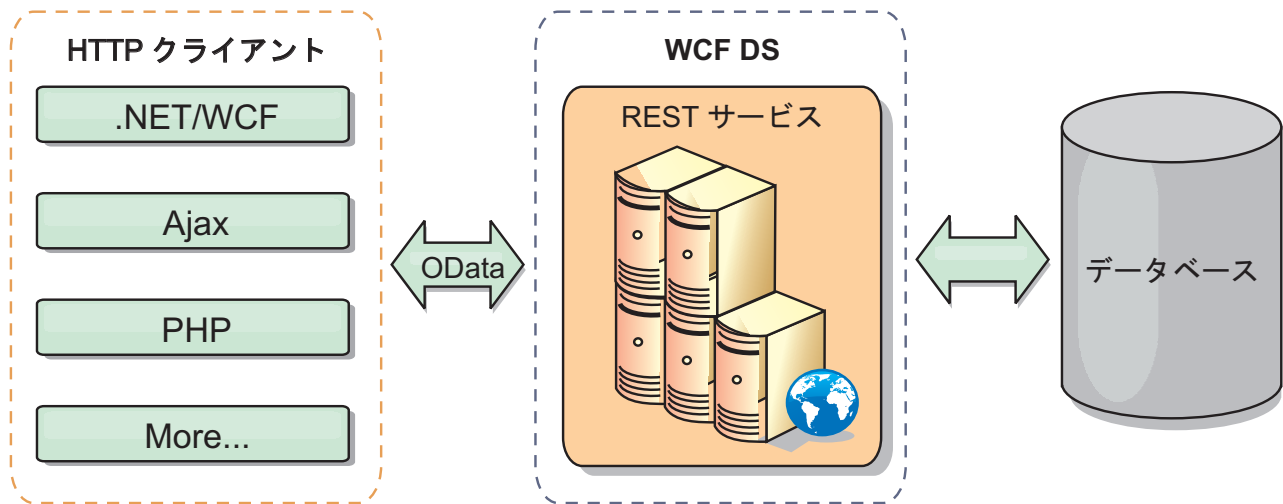 HTTP クライアント
.NET/WCF
Ajax
PHP
More...
OData
WCF DS
REST サービス
データベース